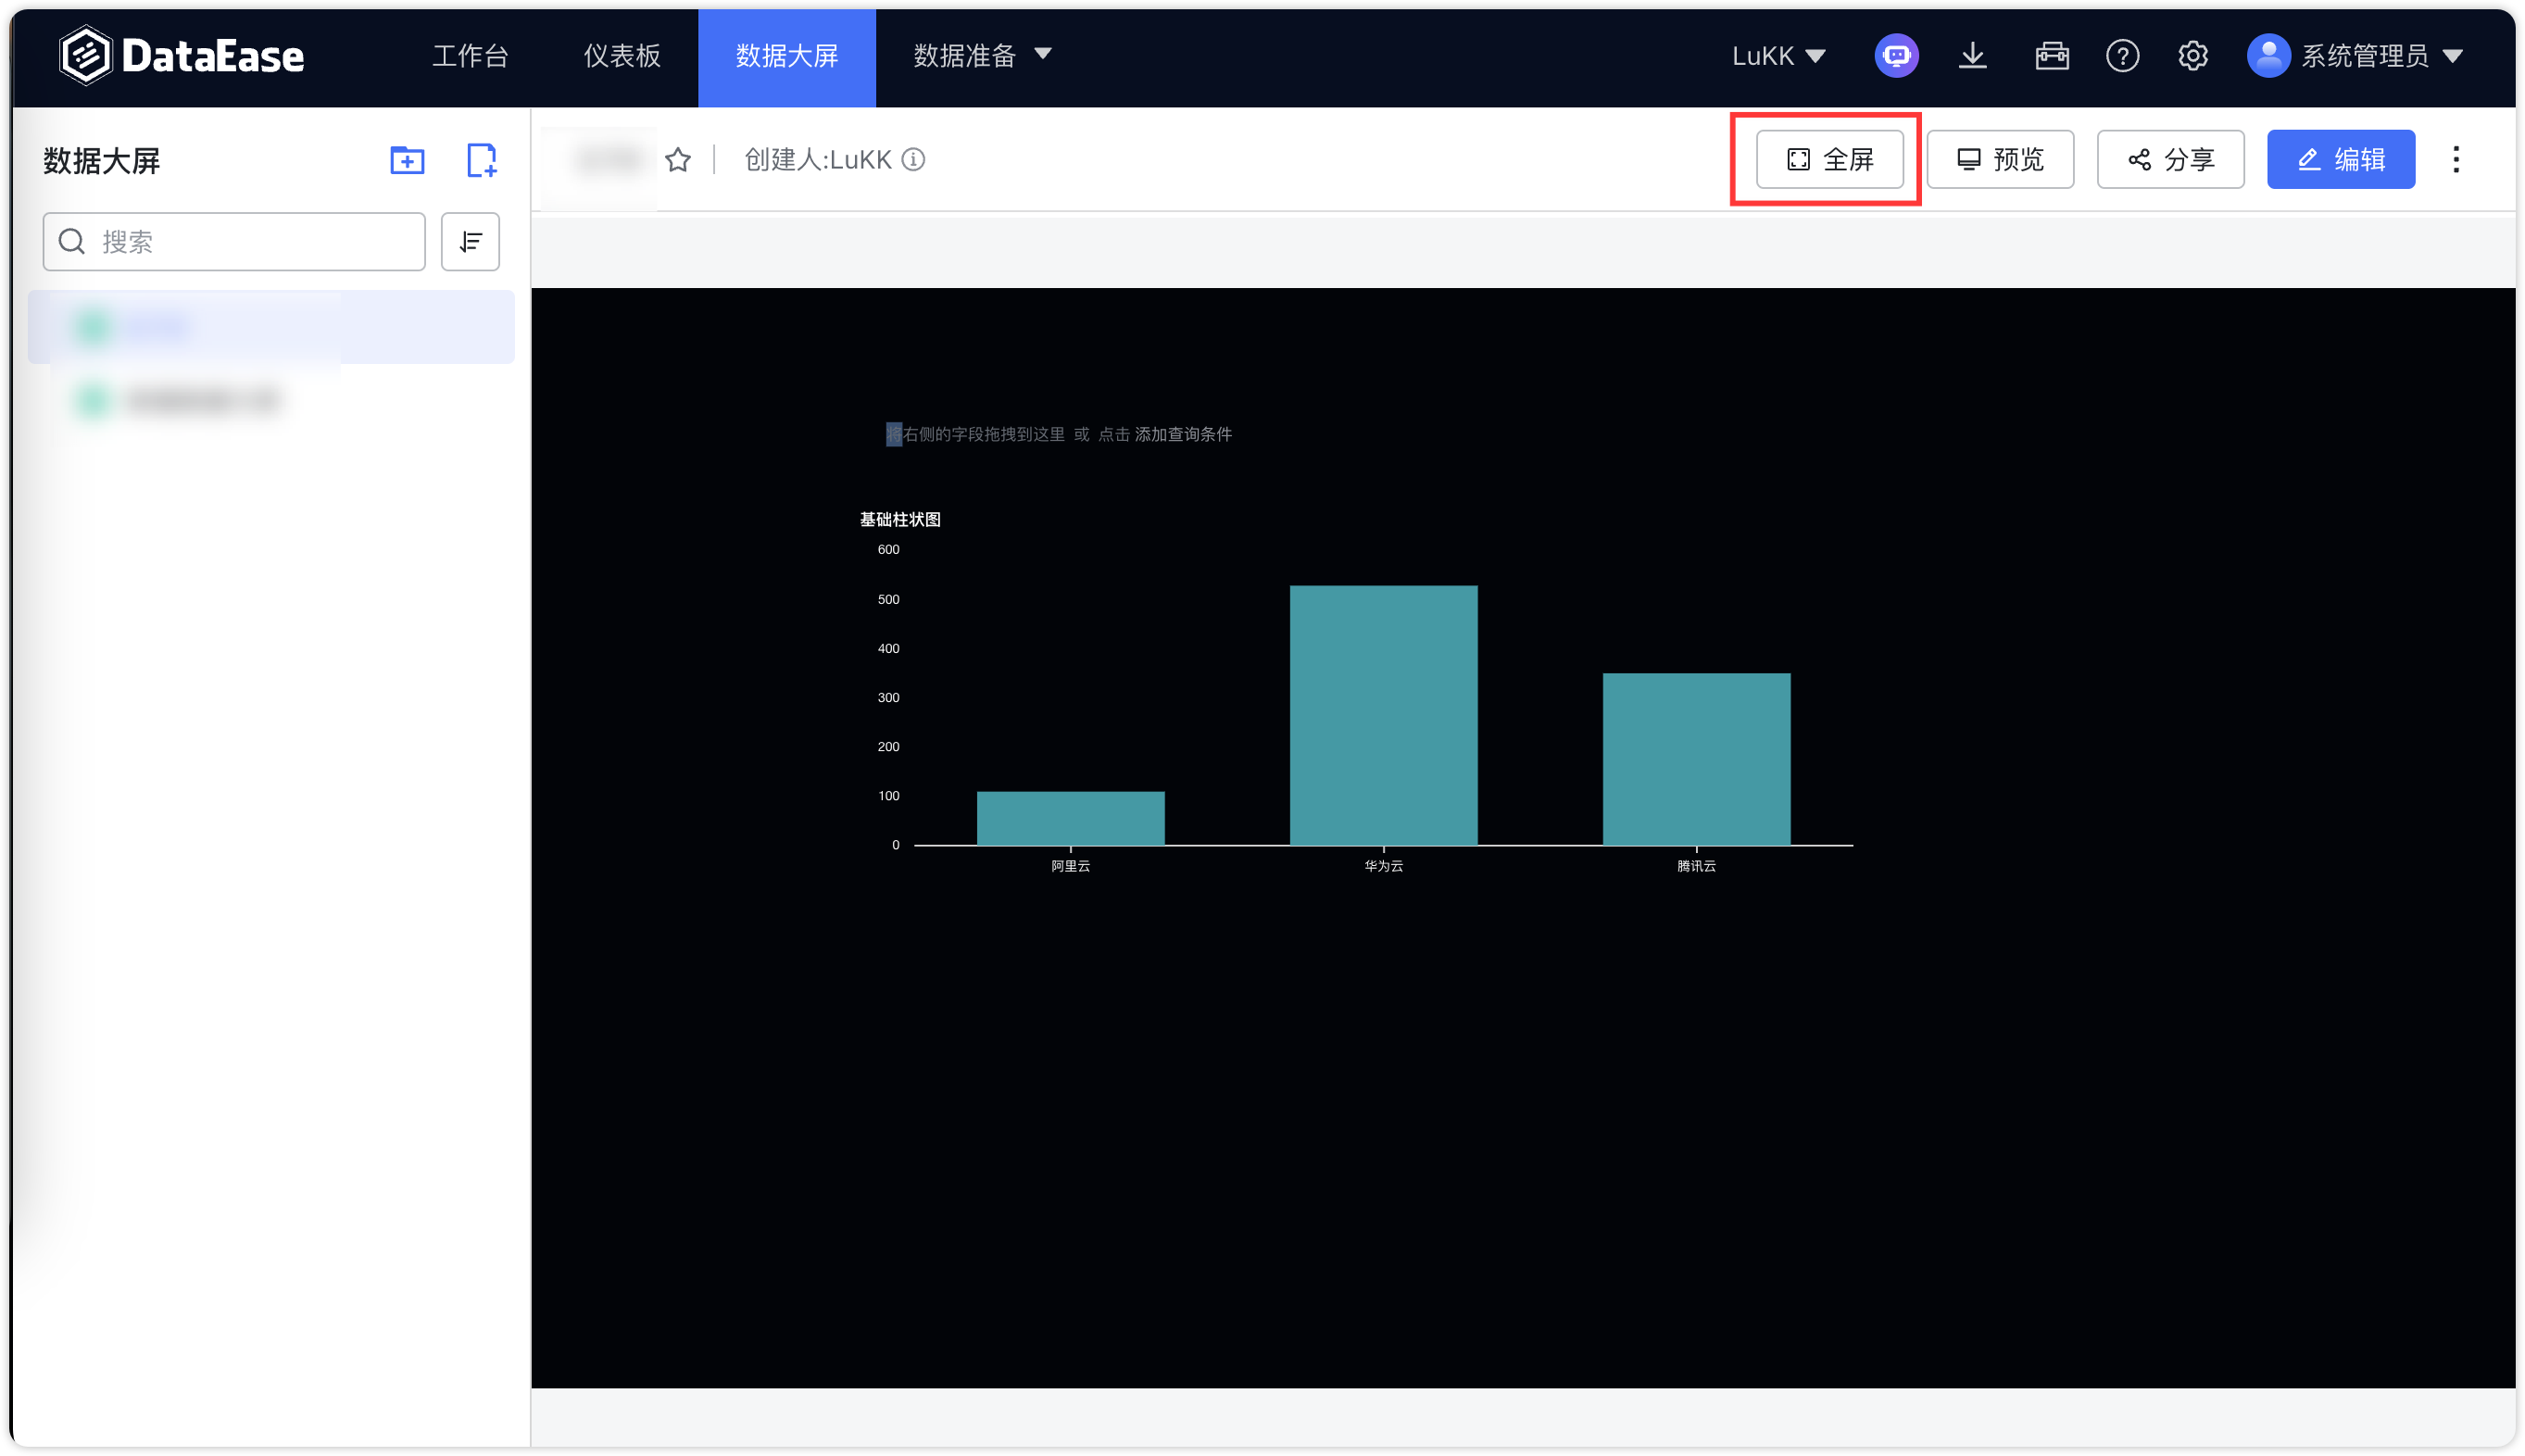 DataEase
工作台
仪表板
数据大屏
数据准备
LuKK
系统管理员
数据大屏
创建人:LuKK
全屏
预览
分享
编辑
搜索
将右侧的字段拖拽到这里 或 点击 添加查询条件
基础柱状图
600
500
400
300
200
100
0
阿里云
华为云
腾讯云